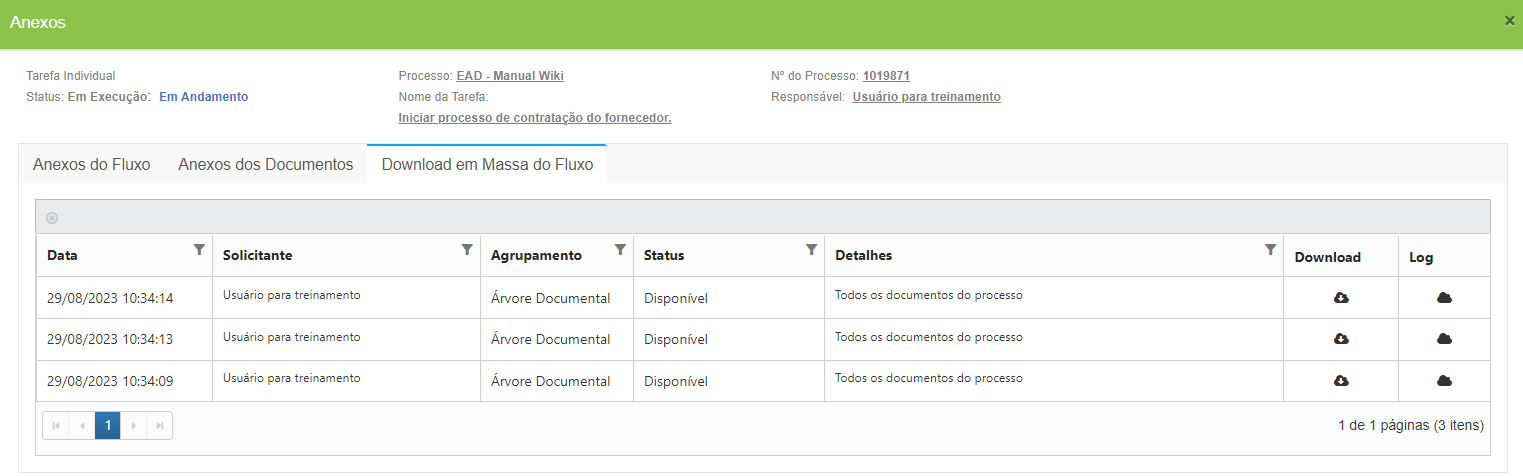 Anexos ×
Tarefa Individual Processo: EAD - Manual Wiki Nº do Processo: 1019871
Status: Em Execução: Em Andamento Nome da Tarefa: Responsável: Usuário para treinamento
Iniciar processo de contratação do fornecedor.
Anexos do Fluxo Anexos dos Documentos Download em Massa do Fluxo
Data Solicitante Agrupamento Status Detalhes Download Log
29/08/2023 10:34:14 Usuário para treinamento Árvore Documental Disponível Todos os documentos do processo
29/08/2023 10:34:13 Usuário para treinamento Árvore Documental Disponível Todos os documentos do processo
29/08/2023 10:34:09 Usuário para treinamento Árvore Documental Disponível Todos os documentos do processo
1 1 de 1 páginas (3 itens)